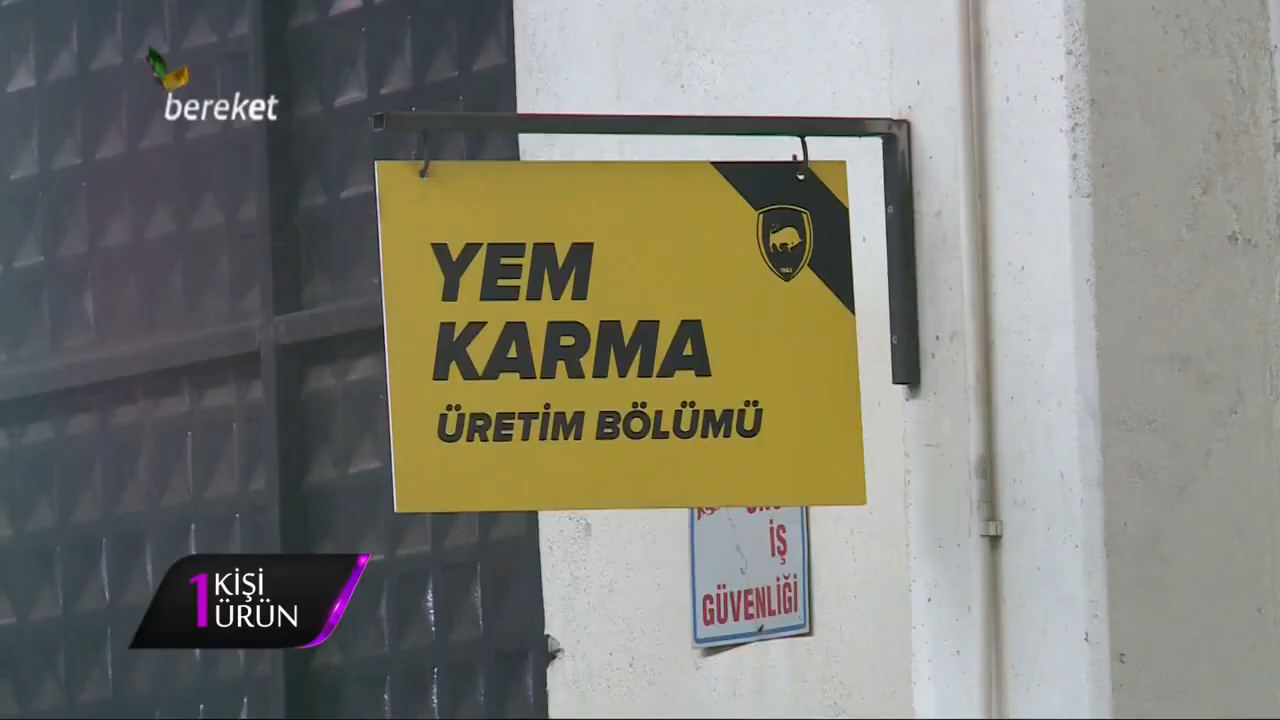 bereket
YEM
KARMA
ÜRETİM BÖLÜMÜ
İŞ
GÜVENLİĞİ
1 KİŞİ
ÜRÜN